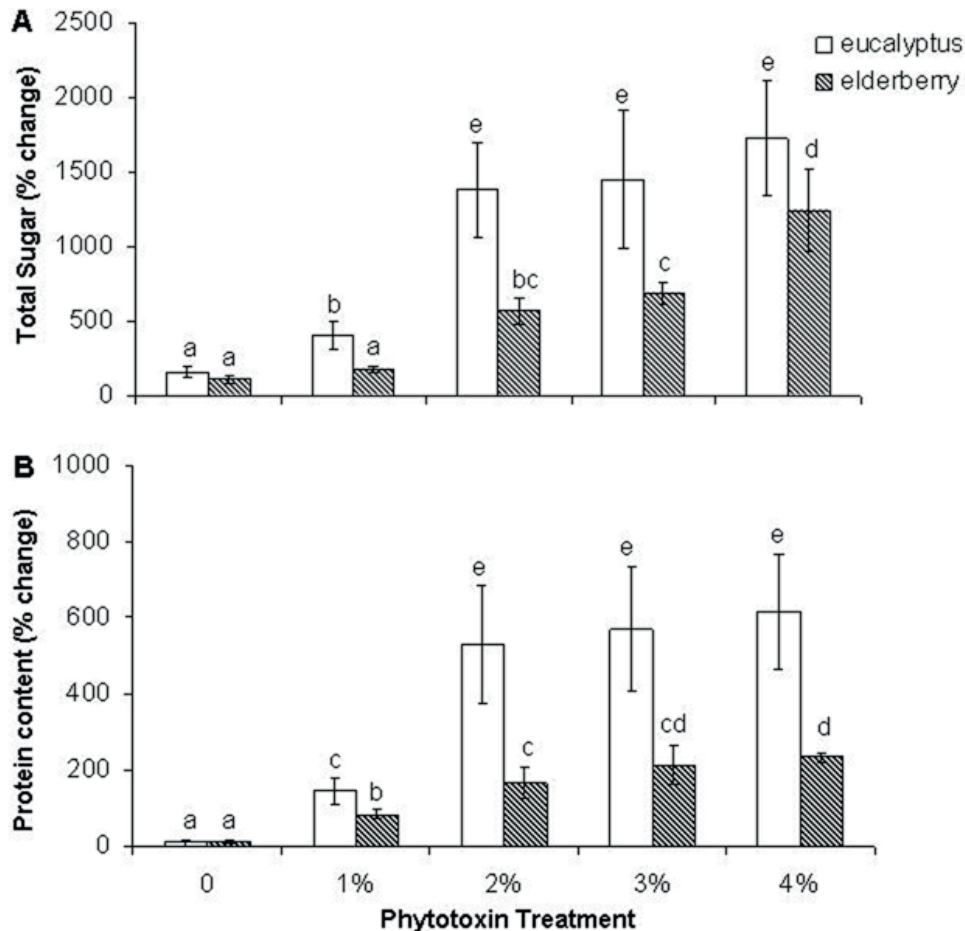 A
Total Sugar (% change)
2500
2000
1500
1000
500
0
eucalyptus
elderberry
a a
b a
e bc
e c
e d
B
Protein content (% change)
1000
800
600
400
200
0
a a
c b
e c
e cd
e d
0 1% 2% 3% 4%
Phytotoxin Treatment